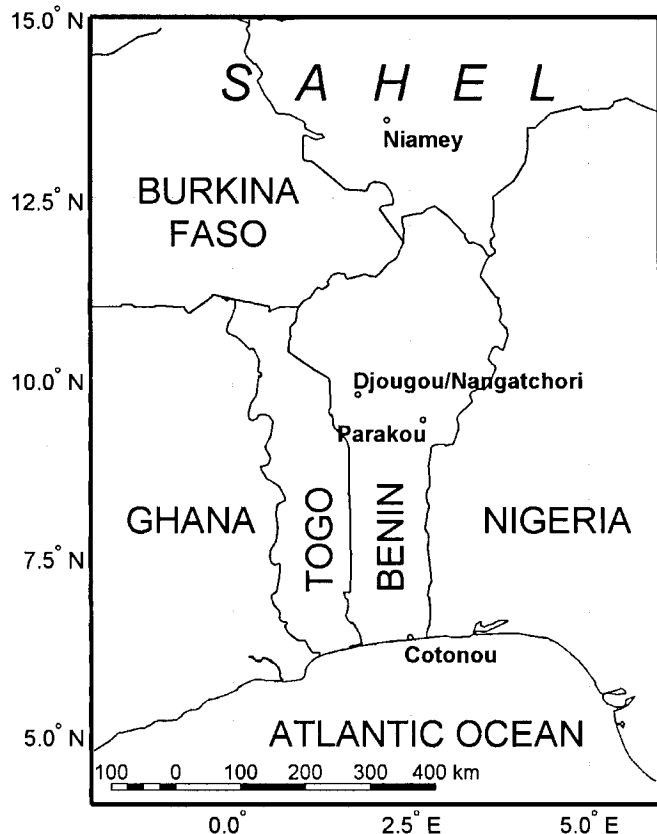 15.0° N
S A H E L
Niamey
12.5° N
BURKINA
FASO
10.0° N
Djougou/Nangatchori
Parakou
GHANA
TOGO
BENIN
NIGERIA
7.5° N
Cotonou
5.0° N
ATLANTIC OCEAN
100 0 100 200 300 400 km
0.0° 2.5° E 5.0° E